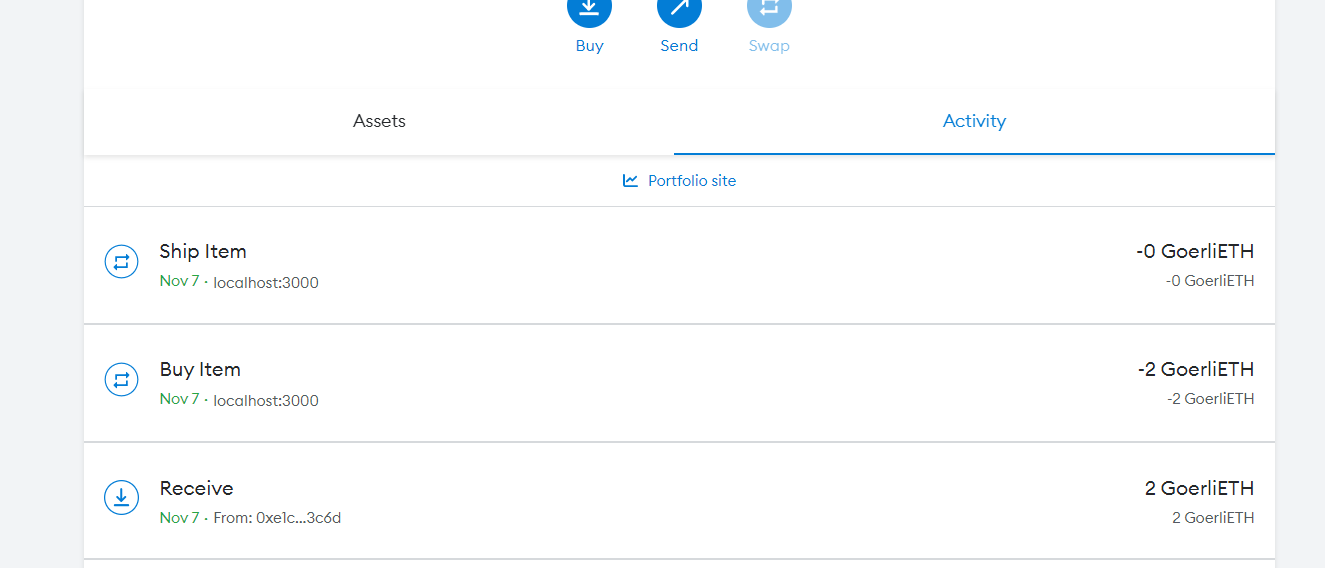 Buy Send Swap
Assets Activity
Portfolio site
Ship Item -0 GoerliETH
Nov 7 · localhost:3000 -0 GoerliETH
Buy Item -2 GoerliETH
Nov 7 · localhost:3000 -2 GoerliETH
Receive 2 GoerliETH
Nov 7 · From: 0xe1c...3c6d 2 GoerliETH